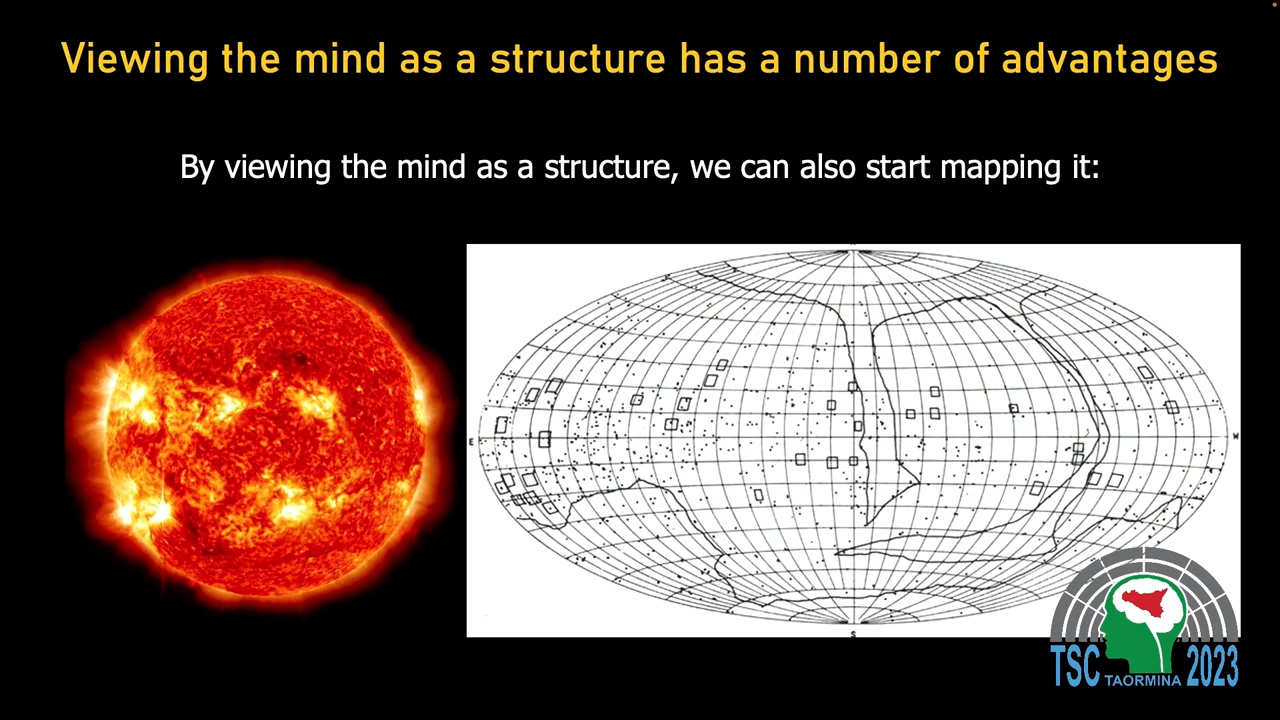 Viewing the mind as a structure has a number of advantages
By viewing the mind as a structure, we can also start mapping it:
E
W
S
TSC TAORMINA 2023